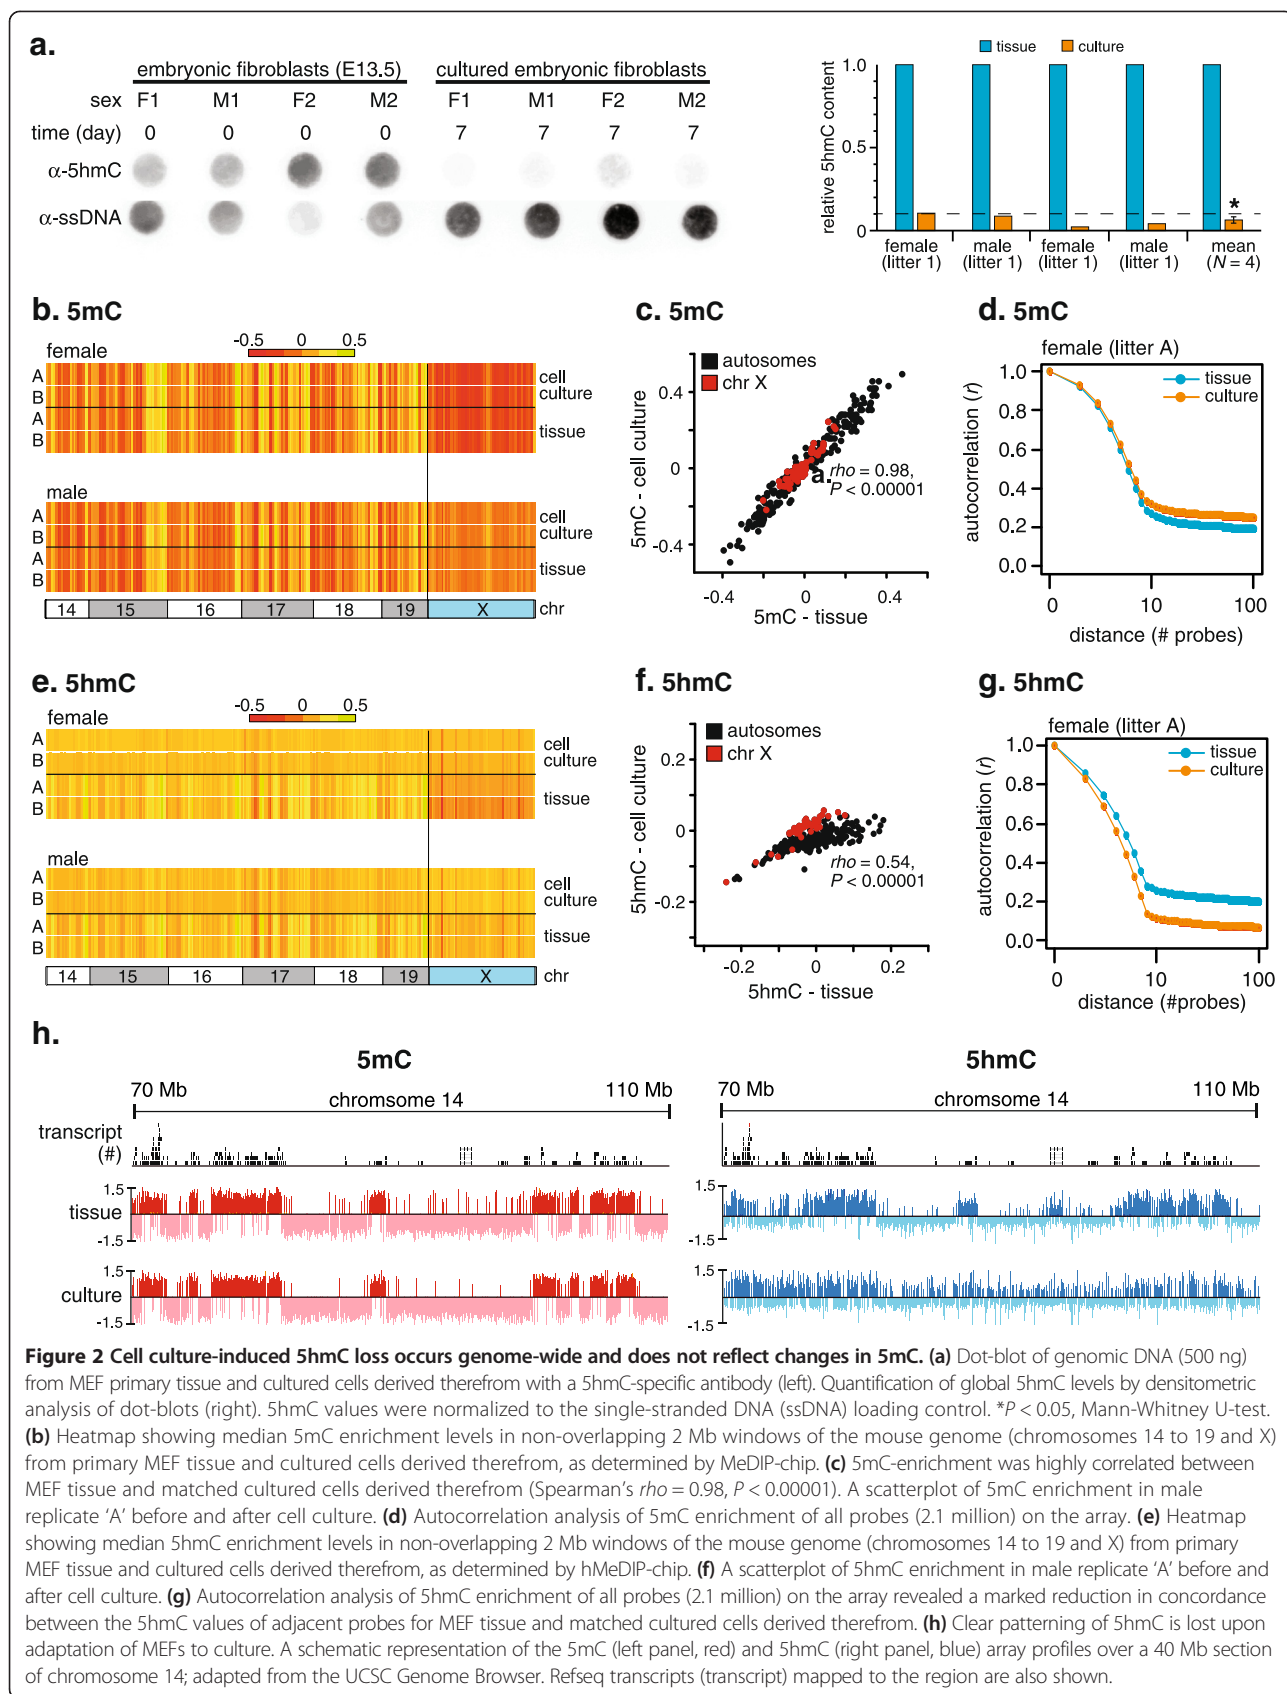 a.
embryonic fibroblasts (E13.5) cultured embryonic fibroblasts
sex F1 M1 F2 M2 F1 M1 F2 M2
time (day) 0 0 0 0 7 7 7 7
α-5hmC
α-ssDNA
tissue culture
relative 5hmC content
1.0
0.5
0
female male female male mean
(litter 1) (litter 1) (litter 1) (litter 1) (N = 4)
*
b. 5mC
-0.5 0 0.5
female
A
B
A
B
cell
culture
tissue
male
A
B
A
B
cell
culture
tissue
14 15 16 17 18 19 X chr
c. 5mC
autosomes
chr X
5mC - cell culture
0.4
0
-0.4
a.
rho = 0.98,
P < 0.00001
-0.4 0 0.4
5mC - tissue
d. 5mC
female (litter A)
tissue
culture
autocorrelation (r)
1.0
0.8
0.6
0.4
0.2
0.0
0 10 100
distance (# probes)
e. 5hmC
-0.5 0 0.5
female
A
B
A
B
cell
culture
tissue
male
A
B
A
B
cell
culture
tissue
14 15 16 17 18 19 X chr
f. 5hmC
autosomes
chr X
5hmC - cell culture
0.2
0
-0.2
rho = 0.54,
P < 0.00001
-0.2 0 0.2
5hmC - tissue
g. 5hmC
female (litter A)
tissue
culture
autocorrelation (r)
1.0
0.8
0.6
0.4
0.2
0.0
0 10 100
distance (#probes)
h.
5mC
70 Mb 110 Mb
chromsome 14
transcript
(#)
1.5
tissue
-1.5
1.5
culture
-1.5
5hmC
70 Mb 110 Mb
chromsome 14
1.5
-1.5
1.5
-1.5
Figure 2 Cell culture-induced 5hmC loss occurs genome-wide and does not reflect changes in 5mC. (a) Dot-blot of genomic DNA (500 ng)
from MEF primary tissue and cultured cells derived therefrom with a 5hmC-specific antibody (left). Quantification of global 5hmC levels by densitometric
analysis of dot-blots (right). 5hmC values were normalized to the single-stranded DNA (ssDNA) loading control. *P < 0.05, Mann-Whitney U-test.
(b) Heatmap showing median 5mC enrichment levels in non-overlapping 2 Mb windows of the mouse genome (chromosomes 14 to 19 and X)
from primary MEF tissue and cultured cells derived therefrom, as determined by MeDIP-chip. (c) 5mC-enrichment was highly correlated between
MEF tissue and matched cultured cells derived therefrom (Spearman's rho = 0.98, P < 0.00001). A scatterplot of 5mC enrichment in male
replicate 'A' before and after cell culture. (d) Autocorrelation analysis of 5mC enrichment of all probes (2.1 million) on the array. (e) Heatmap
showing median 5hmC enrichment levels in non-overlapping 2 Mb windows of the mouse genome (chromosomes 14 to 19 and X) from primary
MEF tissue and cultured cells derived therefrom, as determined by hMeDIP-chip. (f) A scatterplot of 5hmC enrichment in male replicate 'A' before and
after cell culture. (g) Autocorrelation analysis of 5hmC enrichment of all probes (2.1 million) on the array revealed a marked reduction in concordance
between the 5hmC values of adjacent probes for MEF tissue and matched cultured cells derived therefrom. (h) Clear patterning of 5hmC is lost upon
adaptation of MEFs to culture. A schematic representation of the 5mC (left panel, red) and 5hmC (right panel, blue) array profiles over a 40 Mb section
of chromosome 14; adapted from the UCSC Genome Browser. Refseq transcripts (transcript) mapped to the region are also shown.